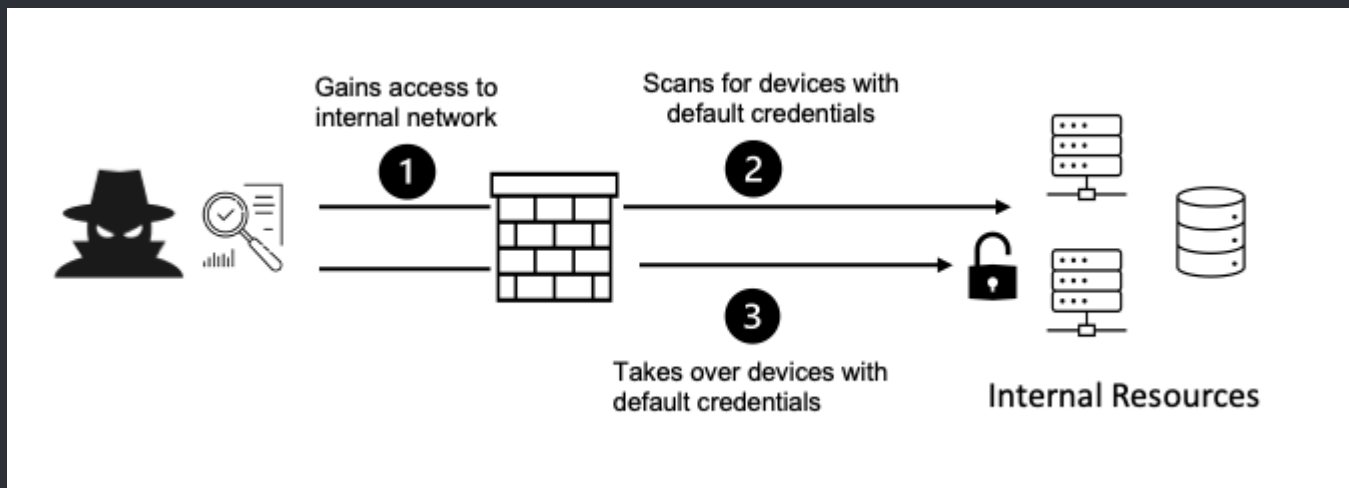 Gains access to
internal network
1
Scans for devices with
default credentials
2
3
Takes over devices with
default credentials
Internal Resources